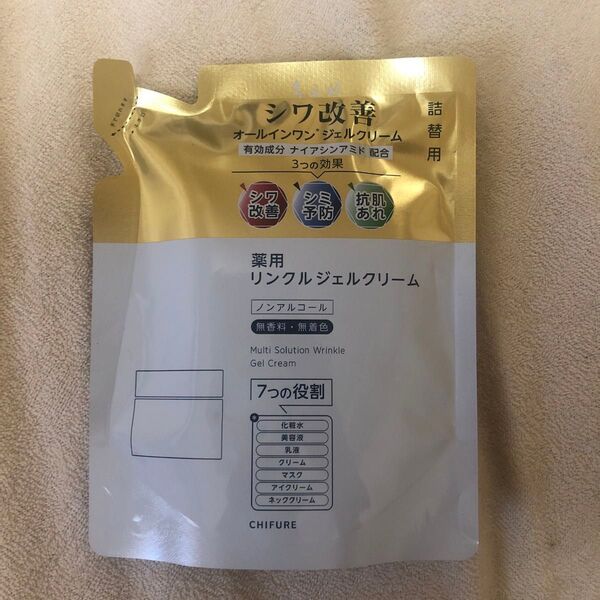 シワ改善
オールインワン*ジェルクリーム
有効成分 ナイアシンアミド 配合
3つの効果
シワ
改善
シミ
予防
抗肌
あれ
詰替用
薬用
リンクル ジェルクリーム
ノンアルコール
無香料・無着色
Multi Solution Wrinkle
Gel Cream
7つの役割
化粧水
美容液
乳液
クリーム
マスク
アイクリーム
ネッククリーム
CHIFURE